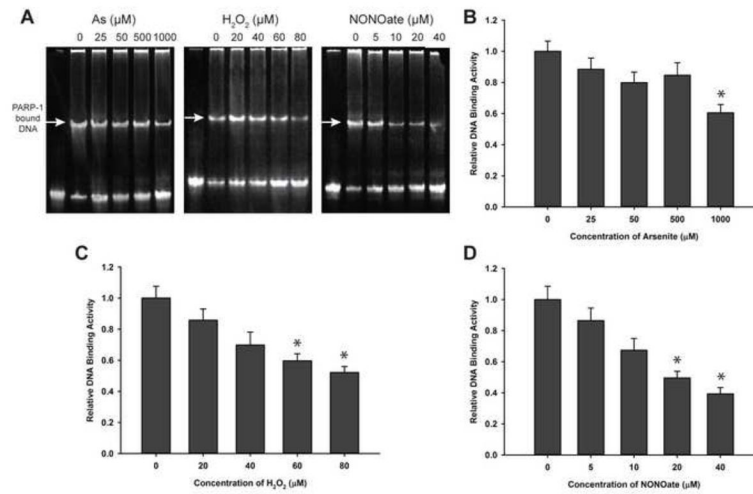 A
As (µM)
0 25 50 500 1000
H₂O₂ (µM)
0 20 40 60 80
NONOate (µM)
0 5 10 20 40
PARP-1
bound
DNA
B
Relative DNA Binding Activity
1.2
1.0
0.8
0.6
0.4
0.2
0.0
*
0 25 50 500 1000
Concentration of Arsenite (µM)
C
Relative DNA Binding Activity
1.2
1.0
0.8
0.6
0.4
0.2
0.0
* *
0 20 40 60 80
Concentration of H₂O₂ (µM)
D
Relative DNA Binding Activity
1.2
1.0
0.8
0.6
0.4
0.2
0.0
* *
0 5 10 20 40
Concentration of NONOate (µM)